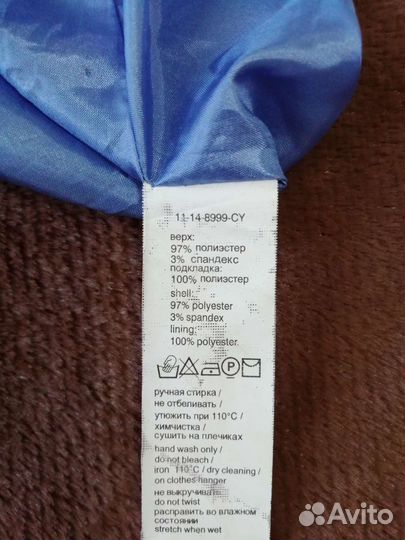 11-14-8999-CY
верх:
97% полиэстер
3% спандекс
подкладка:
100% полиэстер
shell:
97% polyester
3% spandex
lining:
100% polyester.
P
ручная стирка /
не отбеливать /
утюжить при 110°C /
химчистка /
сушить на плечиках
hand wash only /
do not bleach /
iron 110°C / dry cleaning /
on clothes-hanger
не выкручивать
do not twist
расправить во влажном
состоянии
stretch when wet
Avito